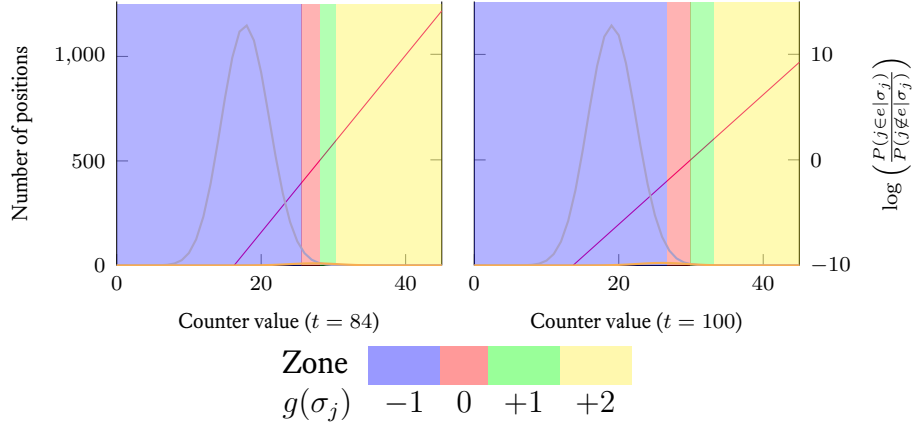 Number of positions
1,000
500
0
0 20 40
Counter value (t = 84)
0 20 40
Counter value (t = 100)
10
0
−10
log ( P(j∈e|σ_j) / P(j∉e|σ_j) )
Zone
g(σ_j) −1 0 +1 +2